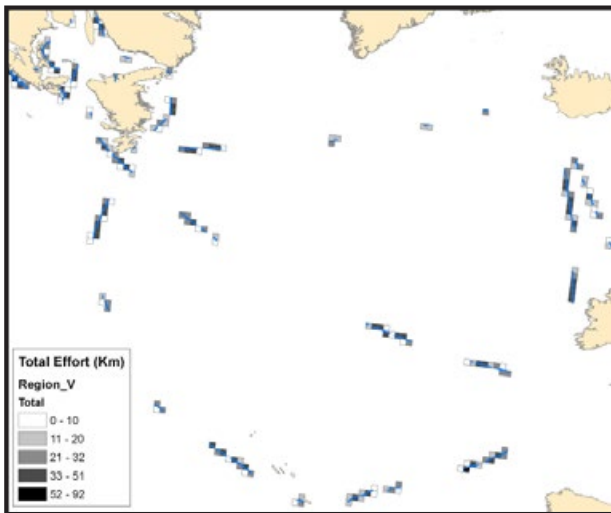 Total Effort (Km)
Region_V
Total
0 - 10
11 - 20
21 - 32
33 - 51
52 - 92